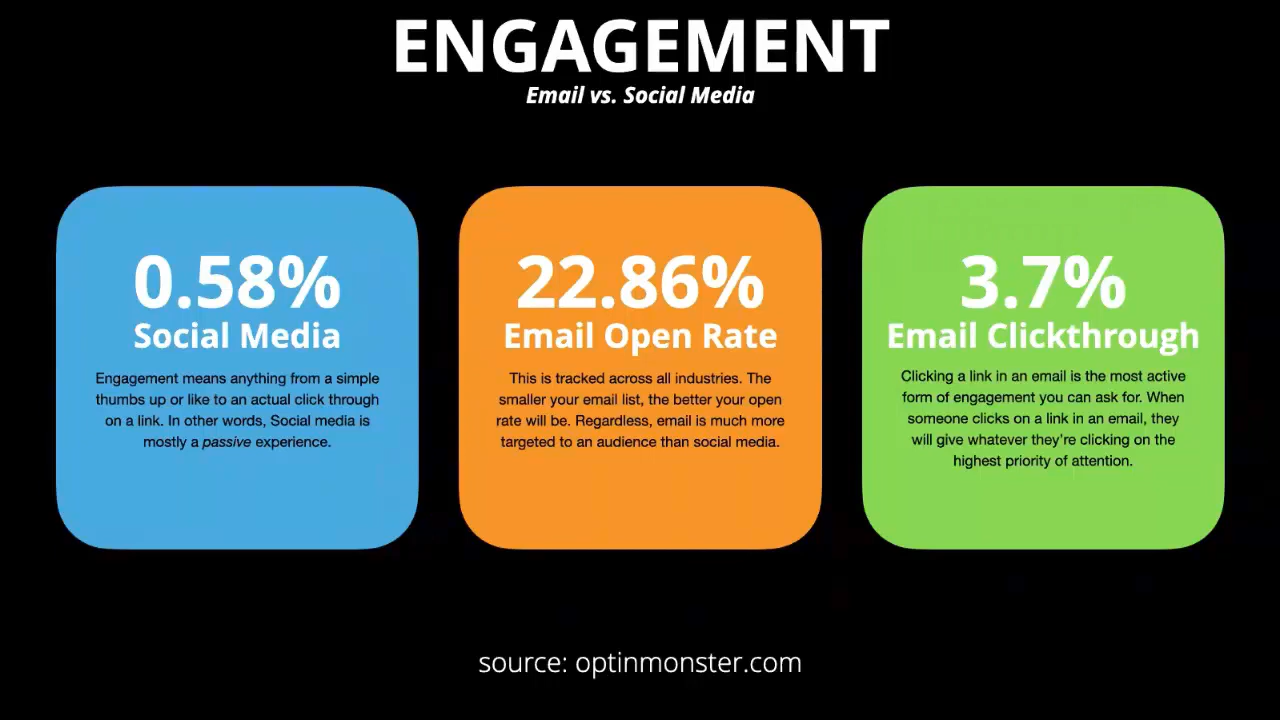 ENGAGEMENT
Email vs. Social Media
0.58%
Social Media
Engagement means anything from a simple
thumbs up or like to an actual click through
on a link. In other words, Social media is
mostly a passive experience.
22.86%
Email Open Rate
This is tracked across all industries. The
smaller your email list, the better your open
rate will be. Regardless, email is much more
targeted to an audience than social media.
3.7%
Email Clickthrough
Clicking a link in an email is the most active
form of engagement you can ask for. When
someone clicks on a link in an email, they
will give whatever they're clicking on the
highest priority of attention.
source: optinmonster.com